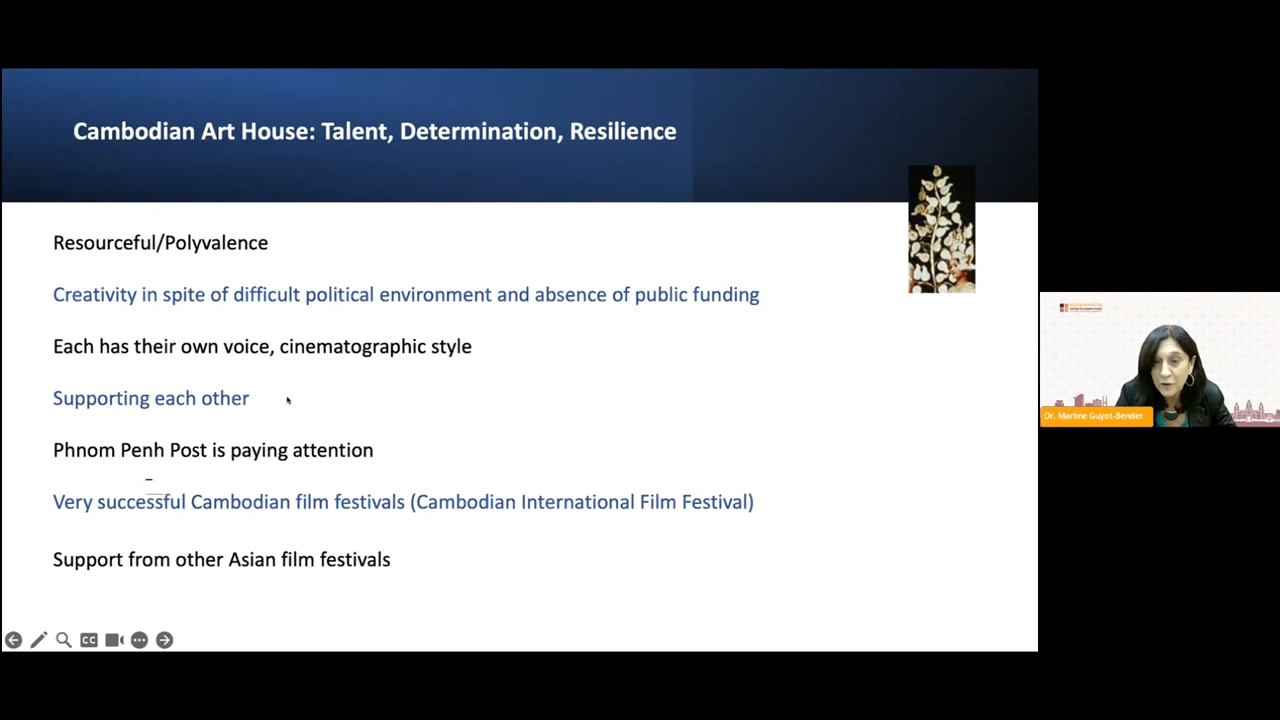 Cambodian Art House: Talent, Determination, Resilience
Resourceful/Polyvalence
Creativity in spite of difficult political environment and absence of public funding
Each has their own voice, cinematographic style
Supporting each other
Phnom Penh Post is paying attention
Very successful Cambodian film festivals (Cambodian International Film Festival)
Support from other Asian film festivals
CC
Dr. Martine Guyot-Bender